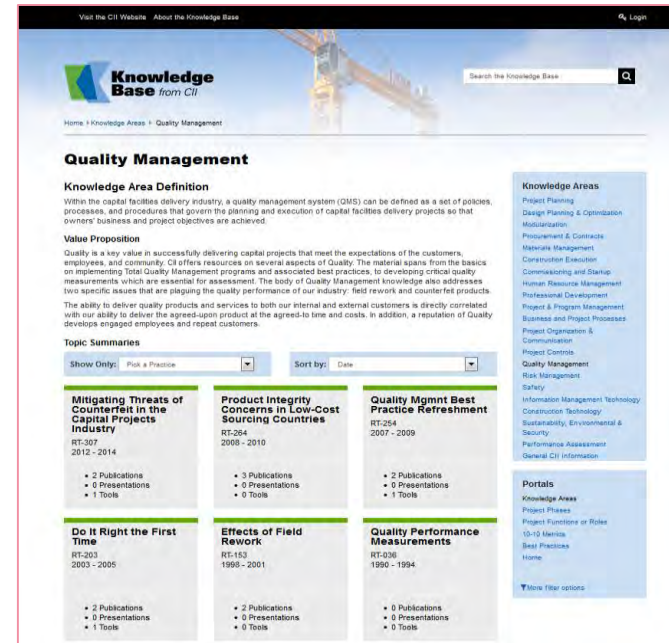 Visit the CII Website About the Knowledge Base
Login
Knowledge
Base from CII
Search the Knowledge Base
Home Knowledge Areas Quality Management
Quality Management
Knowledge Area Definition
Within the capital facilities delivery industry, a quality management system (QMS) can be defined as a set of policies,
processes, and procedures that govern the planning and execution of capital facilities delivery projects so that
owners' business and project objectives are achieved.
Value Proposition
Quality is a key value in successfully delivering capital projects that meet the expectations of the customers,
employees, and community. CII offers resources on several aspects of Quality. The material spans from the basics
on implementing Total Quality Management programs and associated best practices, to developing critical quality
measurements which are essential for assessment. The body of Quality Management knowledge also addresses
two specific issues that are plaguing the quality performance of our industry: field rework and counterfeit products.
The ability to deliver quality products and services to both our internal and external customers is directly correlated
with our ability to deliver the agreed-upon product at the agreed-to time and costs. In addition, a reputation of Quality
develops engaged employees and repeat customers.
Topic Summaries
Show Only: Pick a Practice
Sort by: Date
Mitigating Threats of
Counterfeit in the
Capital Projects
Industry
RT-307
2012 - 2014
• 2 Publications
• 0 Presentations
• 1 Tools
Product Integrity
Concerns in Low-Cost
Sourcing Countries
RT-264
2008 - 2010
• 3 Publications
• 0 Presentations
• 0 Tools
Quality Mgmnt Best
Practice Refreshment
RT-254
2007 - 2009
• 2 Publications
• 0 Presentations
• 1 Tools
Do It Right the First
Time
RT-203
2003 - 2005
• 2 Publications
• 0 Presentations
• 1 Tools
Effects of Field
Rework
RT-153
1998 - 2001
• 2 Publications
• 0 Presentations
• 0 Tools
Quality Performance
Measurements
RT-036
1990 - 1994
• 0 Publications
• 0 Presentations
• 0 Tools
Knowledge Areas
Project Planning
Design Planning & Optimization
Modularization
Procurement & Contracts
Materials Management
Construction Execution
Commissioning and Startup
Human Resource Management
Professional Development
Project & Program Management
Business and Project Processes
Project Organization &
Communication
Project Controls
Quality Management
Risk Management
Safety
Information Management Technology
Construction Technology
Sustainability, Environmental &
Security
Performance Assessment
General CII Information
Portals
Knowledge Areas
Project Phases
Project Functions or Roles
10-10 Metrics
Best Practices
Home
More filter options